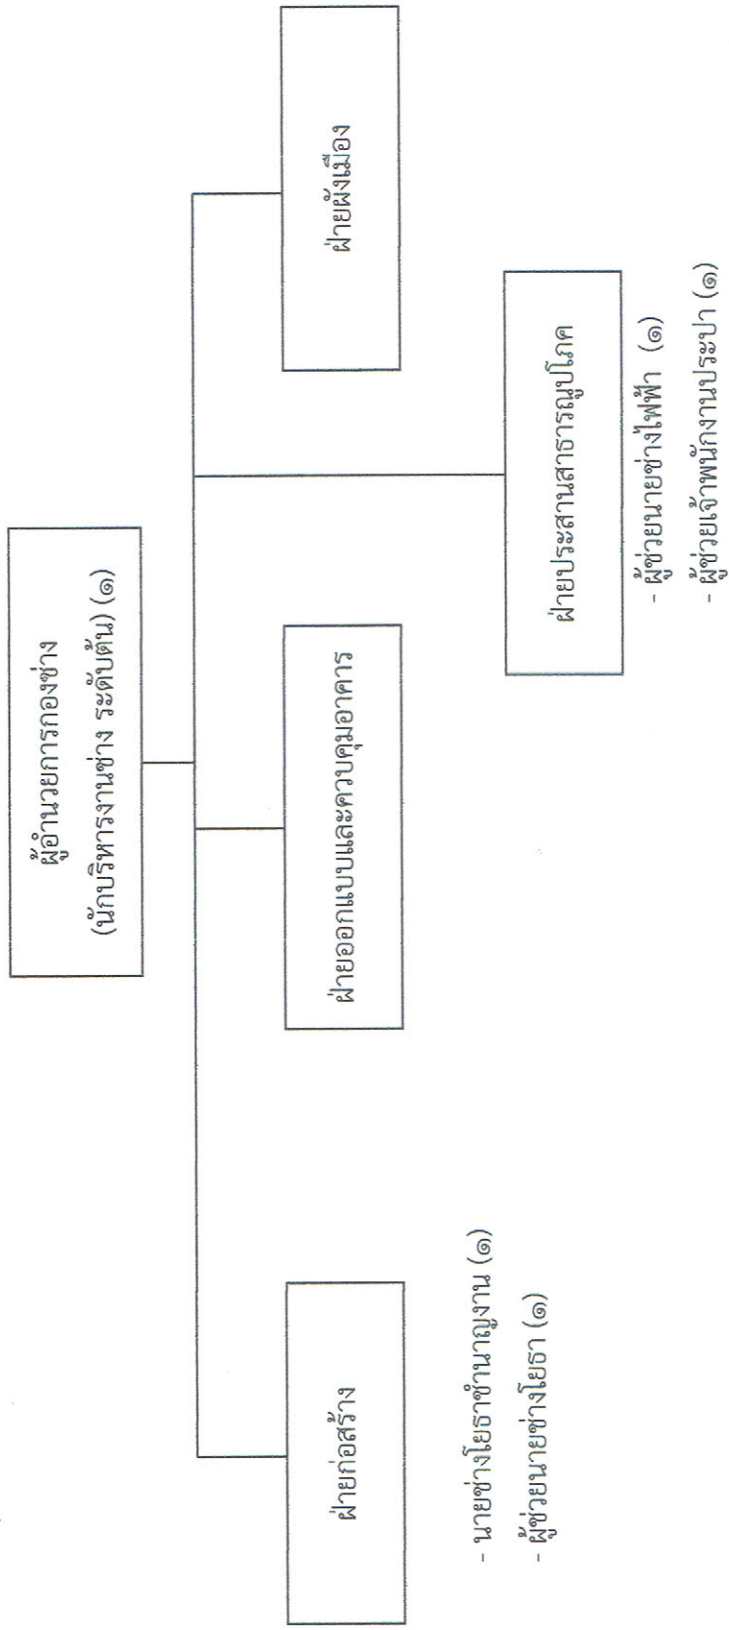 ผู้อำนวยการกองช่าง
(นักบริหารงานช่าง ระดับต้น) (๑)
ฝ่ายก่อสร้าง
- นายช่างโยธาชำนาญงาน (๑)
- ผู้ช่วยนายช่างโยธา (๑)
ฝ่ายออกแบบและควบคุมอาคาร
ฝ่ายประสานสาธารณูปโภค
- ผู้ช่วยนายช่างไฟฟ้า (๑)
- ผู้ช่วยเจ้าพนักงานประปา (๑)
ฝ่ายผังเมือง